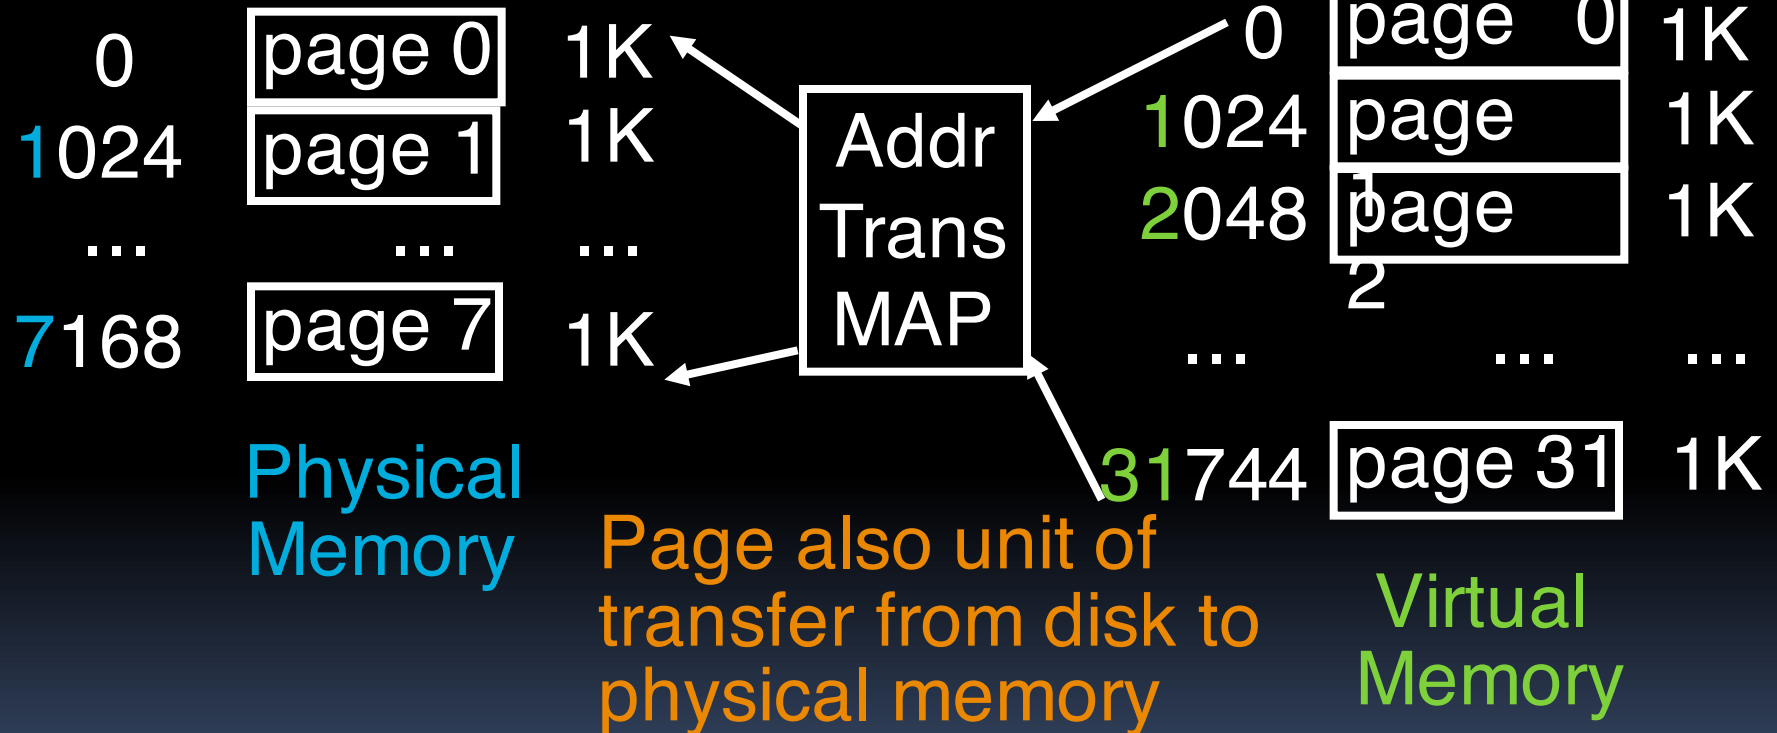 0 page 0 1K
1024 page 1 1K
... ... ...
7168 page 7 1K
Physical
Memory
Addr
Trans
MAP
Page also unit of
transfer from disk to
physical memory
0 page 0 1K
1024 page 1 1K
2048 page 2 1K
... ... ...
31744 page 31 1K
Virtual
Memory